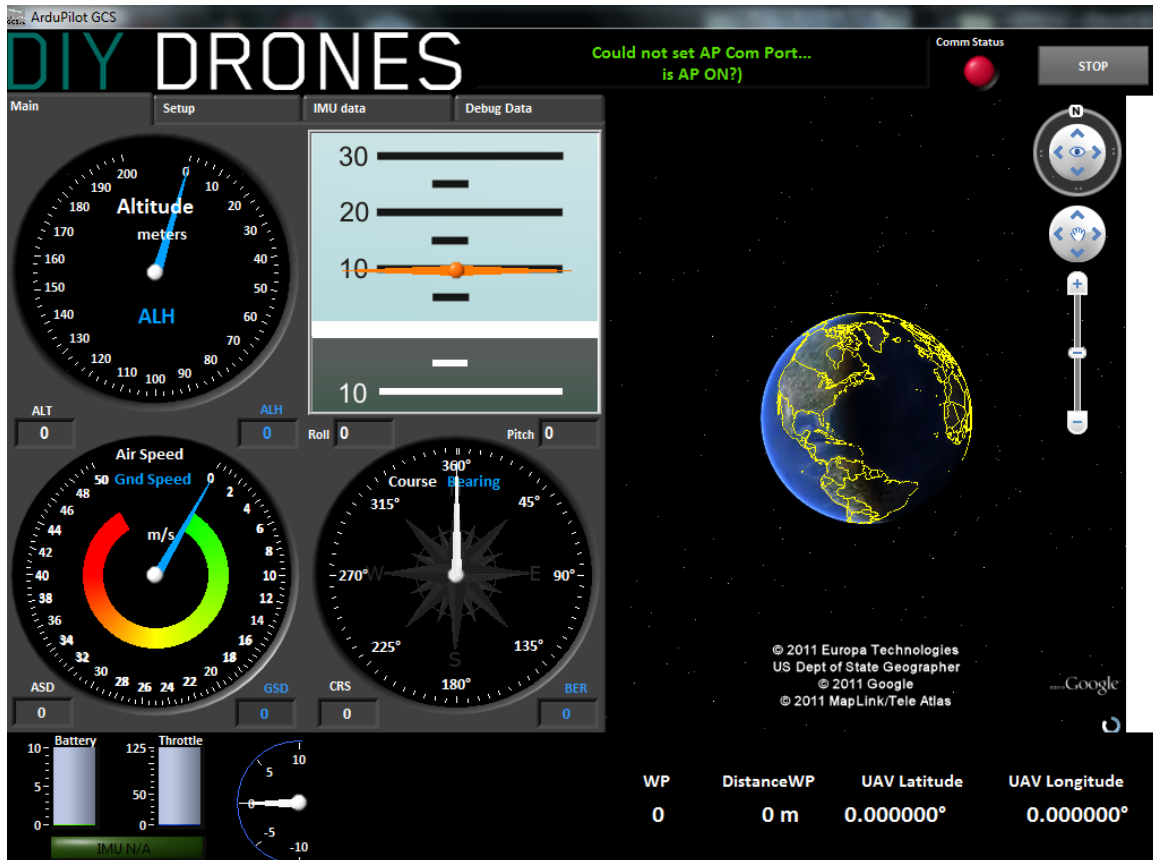 ArduPilot GCS
DIY DRONES
Could not set AP Com Port...
is AP ON?)
Comm Status
STOP
Main
Setup
IMU data
Debug Data
N
Altitude
meters
ALH
0
10
20
30
40
50
60
70
80
90
100
110
120
130
140
150
160
170
180
190
200
ALT
0
ALH
0
30
20
10
10
Roll 0
Pitch 0
Air Speed
Gnd Speed
m/s
0
2
4
6
8
10
12
14
16
18
20
22
24
26
28
30
32
34
36
38
40
42
44
46
48
50
ASD
0
GSD
0
Course Bearing
360°
45°
90°
135°
180°
225°
270°
315°
W
E
S
CRS
0
BER
0
© 2011 Europa Technologies
US Dept of State Geographer
© 2011 Google
© 2011 MapLink/Tele Atlas
Google
Battery
10
5
0
Throttle
125
50
0
IMU N/A
10
5
0
-5
-10
WP
DistanceWP
UAV Latitude
UAV Longitude
0
0 m
0.000000°
0.000000°